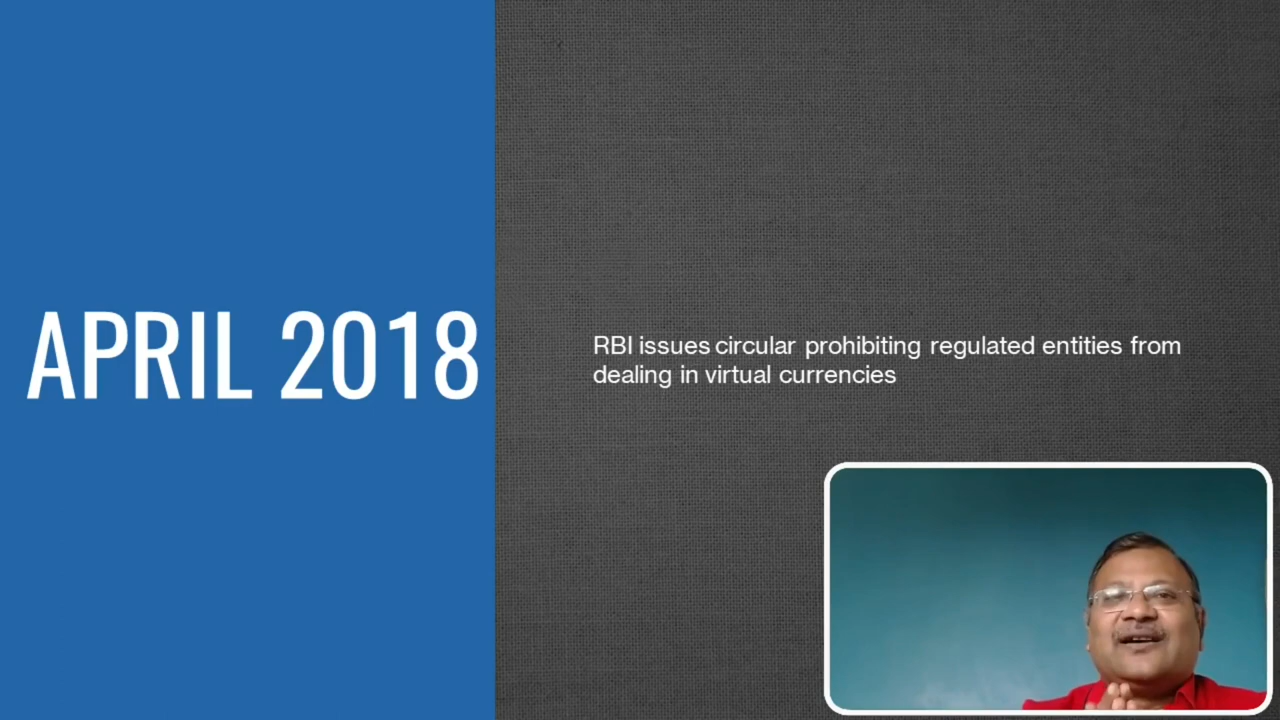 APRIL 2018
RBI issues circular prohibiting regulated entities from
dealing in virtual currencies